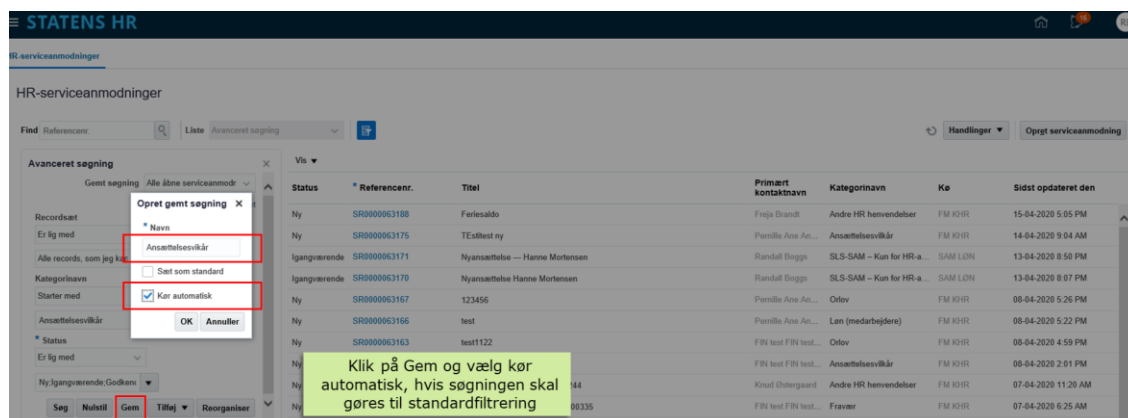 STATENS HR
16
HR-serviceanmodninger
HR-serviceanmodninger
Find Referencenr. Liste Avanceret søgning Handlinger Opret serviceanmodning
Avanceret søgning
Gemt søgning Alle åbne serviceanmodr
Recordsæt
Er lig med
Alle records, som jeg kan
Kategorinavn
Starter med
Ansættelsesvilkår
* Status
Er lig med
Ny;Igangværende;Godkend
Søg Nulstil Gem Tilføj Reorganiser
Opret gemt søgning
* Navn
Ansættelsesvikår
Sæt som standard
Kør automatisk
OK Annuller
Vis
Status * Referencenr. Titel Primært kontaktnavn Kategorinavn Kø Sidst opdateret den
Ny SR0000063188 Feriesaldo Freja Brandt Andre HR henvendelser FM KHR 15-04-2020 5:05 PM
Ny SR0000063175 TEstitest ny Pernille Ane An... Ansættelsesvilkår FM KHR 14-04-2020 9:04 AM
Igangværende SR0000063171 Nyansættelse --- Hanne Mortensen Randall Boggs SLS-SAM – Kun for HR-a... SAM LØN 13-04-2020 8:50 PM
Igangværende SR0000063170 Nyansættelse Hanne Mortensen Randall Boggs SLS-SAM – Kun for HR-a... SAM LØN 13-04-2020 8:07 PM
Ny SR0000063167 123456 Pernille Ane An... Orlov FM KHR 08-04-2020 5:26 PM
Ny SR0000063166 test Pernille Ane An... Løn (medarbejdere) FM KHR 08-04-2020 5:22 PM
Ny SR0000063163 test1122 FIN test FIN test... Orlov FM KHR 08-04-2020 4:59 PM
Ny FIN test FIN test... Ansættelsesvilkår FM KHR 08-04-2020 2:01 PM
Ny 244 Knud Østergaard Andre HR henvendelser FM KHR 07-04-2020 11:20 AM
Ny 00335 FIN test FIN test... Fravær FM KHR 07-04-2020 6:25 AM
Klik på Gem og vælg kør
automatisk, hvis søgningen skal
gøres til standardfiltrering